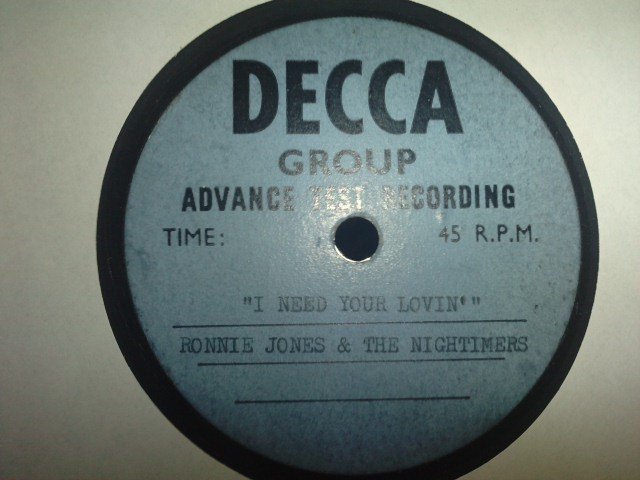 DECCA
GROUP
ADVANCE TEST RECORDING
TIME: 45 R.P.M.
"I NEED YOUR LOVIN'"
RONNIE JONES & THE NIGHTIMERS